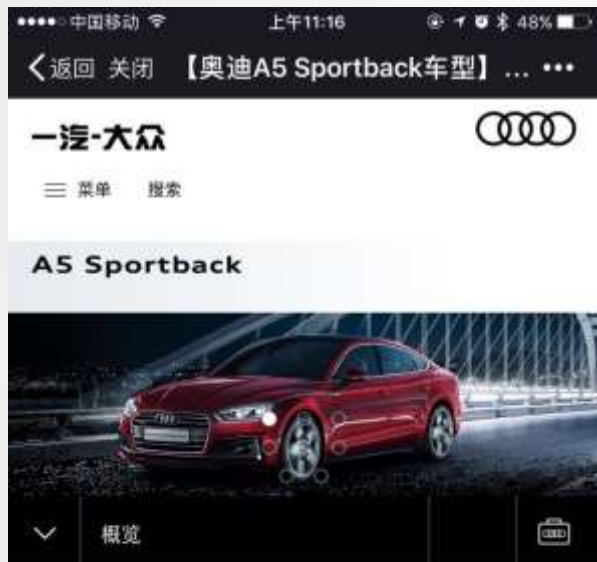 中国移动 上午11:16 48%
返回 关闭 【奥迪A5 Sportback车型】 ...
一汽-大众
菜单 搜索
A5 Sportback
概览